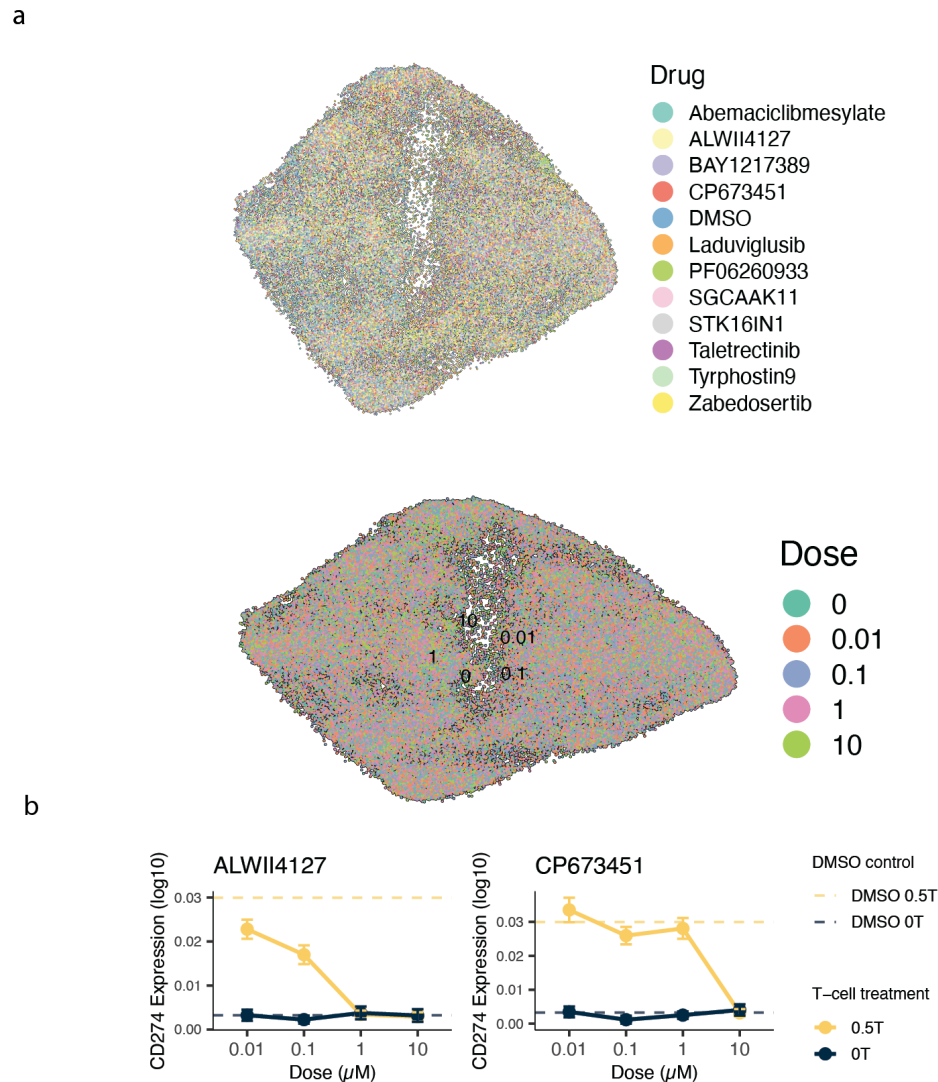 a
Drug
Abemaciclibmesylate
ALWII4127
BAY1217389
CP673451
DMSO
Laduviglusib
PF06260933
SGCAAK11
STK16IN1
Taletrectinib
Tyrphostin9
Zabedosertib
10
0.01
1
0
0.1
Dose
0
0.01
0.1
1
10
b
ALWII4127
CD274 Expression (log10)
0.03
0.02
0.01
0.00
0.01
0.1
1
10
Dose (µM)
CP673451
CD274 Expression (log10)
0.03
0.02
0.01
0.00
0.01
0.1
1
10
Dose (µM)
DMSO control
DMSO 0.5T
DMSO 0T
T−cell treatment
0.5T
0T